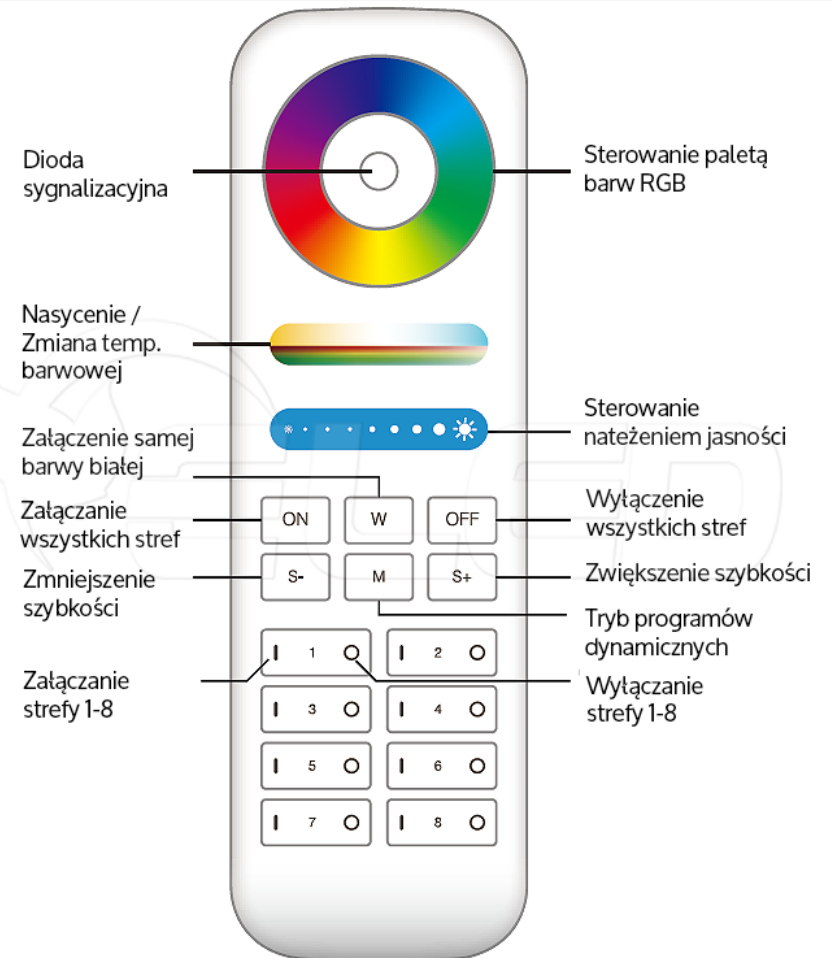 Dioda
sygnalizacyjna
Sterowanie paletą
barw RGB
Nasycenie /
Zmiana temp.
barwowej
Sterowanie
nateżeniem jasności
Załączenie samej
barwy białej
Załączanie
wszystkich stref
Wyłączenie
wszystkich stref
ON
W
OFF
Zmniejszenie
szybkości
S-
M
S+
Zwiększenie szybkości
Tryb programów
dynamicznych
Załączanie
strefy 1-8
Wyłączanie
strefy 1-8
I 1 O
I 2 O
I 3 O
I 4 O
I 5 O
I 6 O
I 7 O
I 8 O